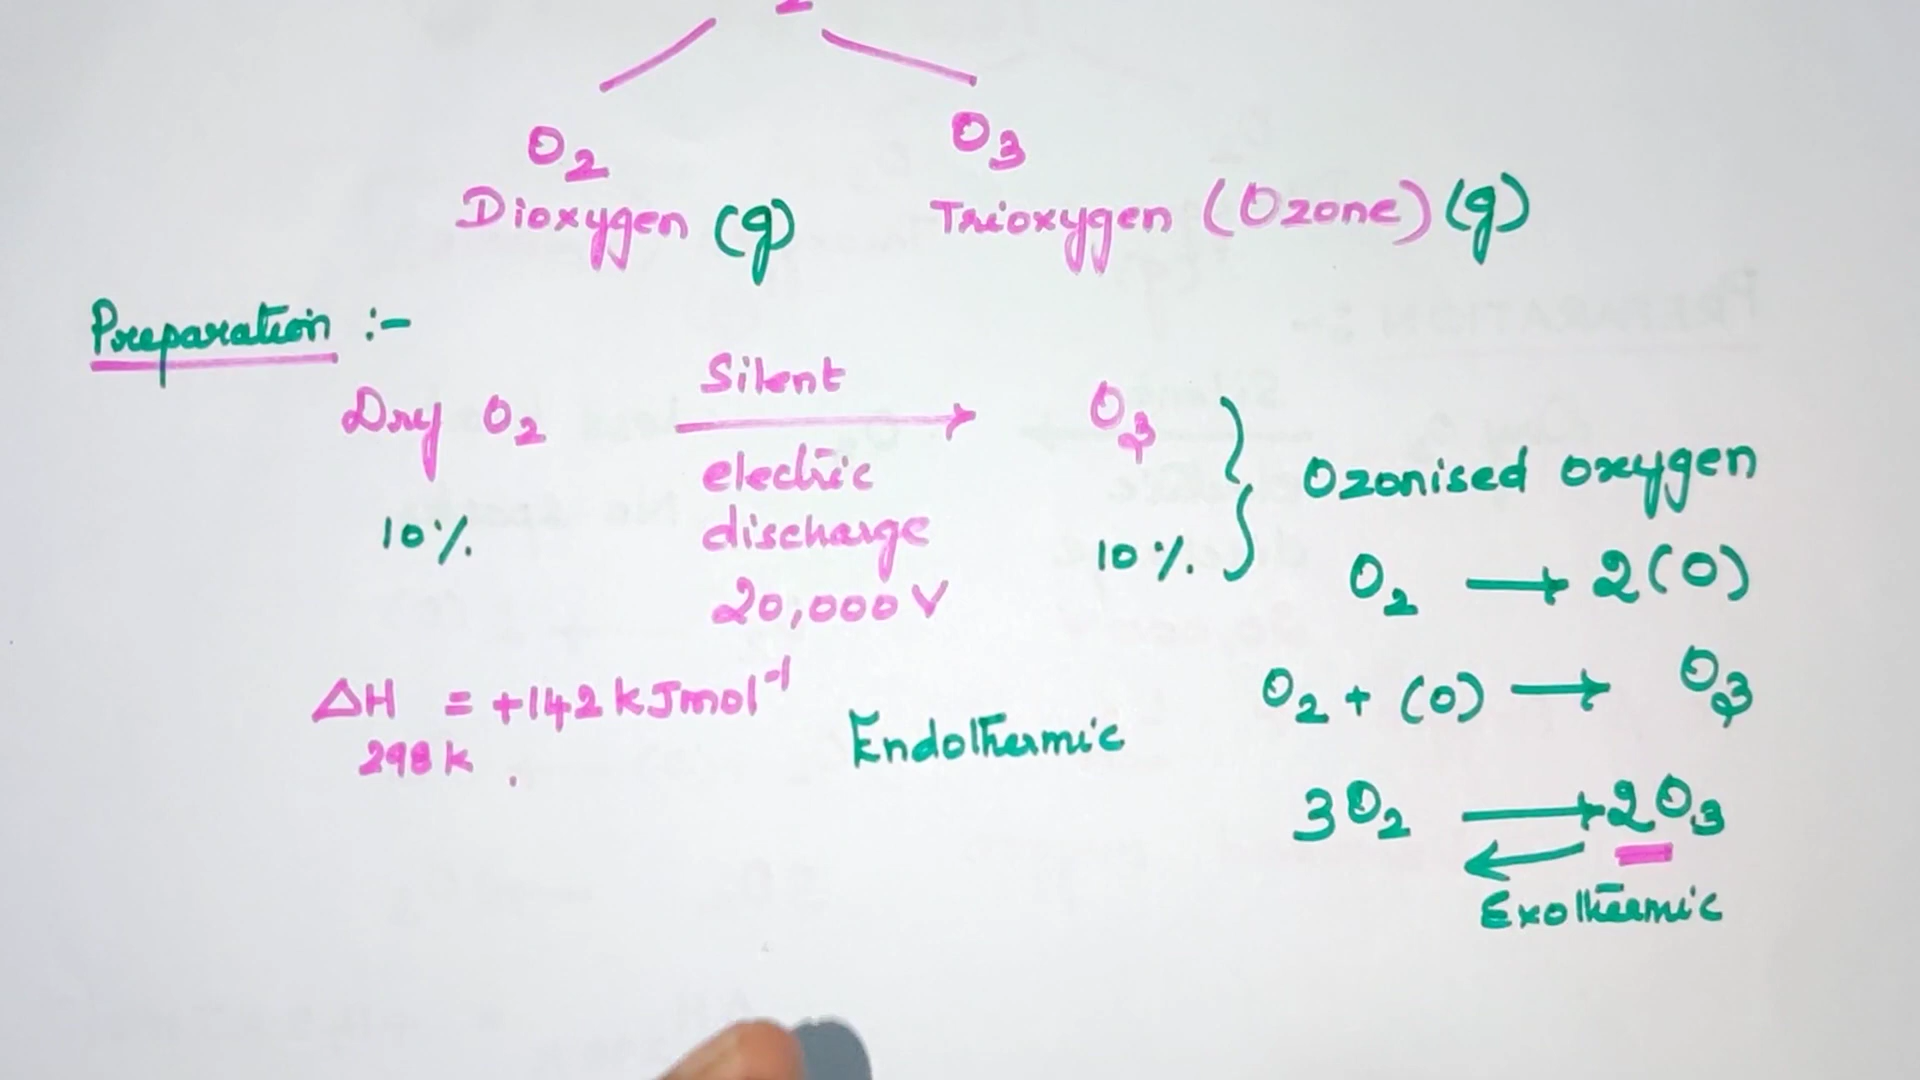 O2 O3
Dioxygen (g) Trioxygen (Ozone) (g)
Preparation :-
Dry O2 Silent O3
electric
discharge
20,000 V
10% 10% Ozonised oxygen
O2 → 2(O)
O2 + (O) → O3
ΔH = +142 kJmol-1
298 K .
Endothermic
3O2 → 2O3
←
Exothermic